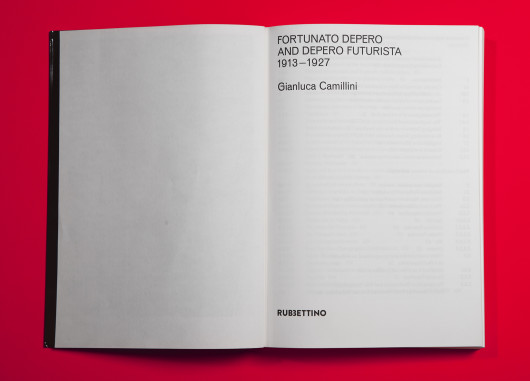 FORTUNATO DEPERO
AND DEPERO FUTURISTA
1913–1927
Gianluca Camillini
RUBBETTINO